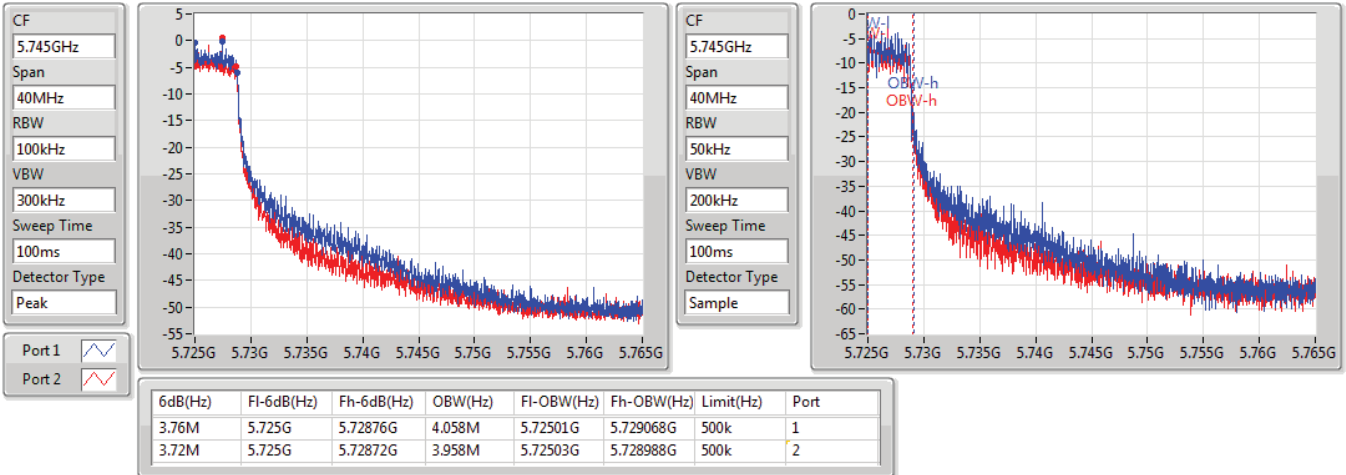 CF
5.745GHz
Span
40MHz
RBW
100kHz
VBW
300kHz
Sweep Time
100ms
Detector Type
Peak
Port 1
Port 2
5
0
-5
-10
-15
-20
-25
-30
-35
-40
-45
-50
-55
5.725G 5.73G 5.735G 5.74G 5.745G 5.75G 5.755G 5.76G 5.765G
CF
5.745GHz
Span
40MHz
RBW
50kHz
VBW
200kHz
Sweep Time
100ms
Detector Type
Sample
0
-5
-10
-15
-20
-25
-30
-35
-40
-45
-50
-55
-60
-65
OBW-h
OBW-h
5.725G 5.73G 5.735G 5.74G 5.745G 5.75G 5.755G 5.76G 5.765G
6dB(Hz) Fl-6dB(Hz) Fh-6dB(Hz) OBW(Hz) Fl-OBW(Hz) Fh-OBW(Hz) Limit(Hz) Port
3.76M 5.725G 5.72876G 4.058M 5.72501G 5.729068G 500k 1
3.72M 5.725G 5.72872G 3.958M 5.72503G 5.728988G 500k 2